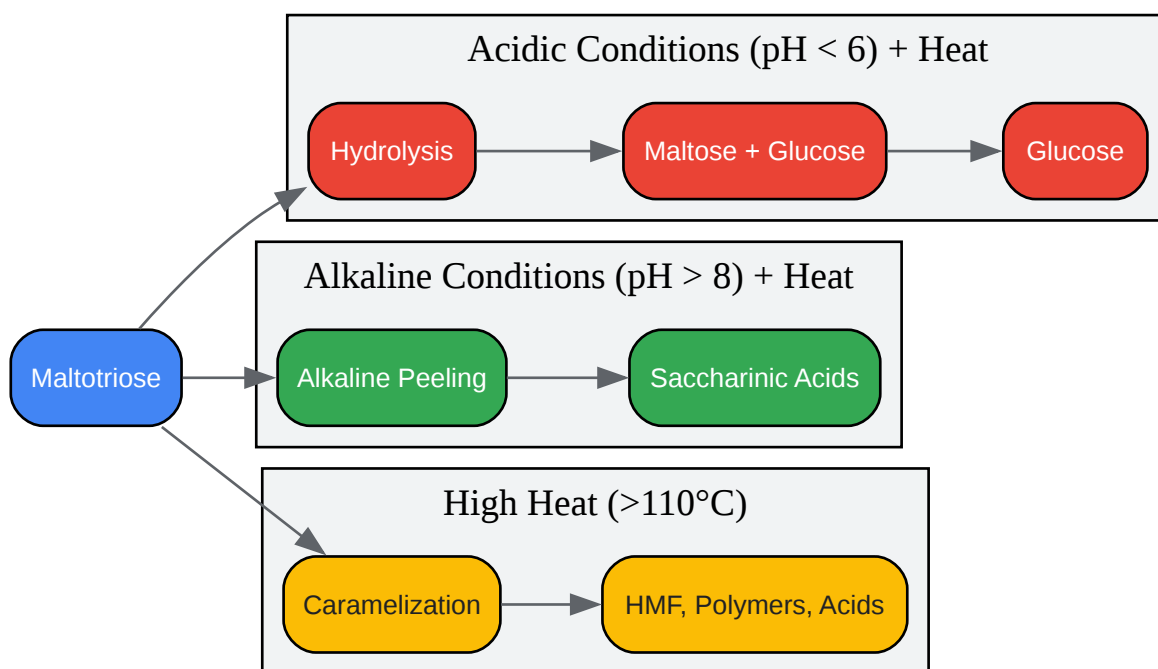 Acidic Conditions (pH < 6) + Heat
Hydrolysis
Maltose + Glucose
Glucose
Alkaline Conditions (pH > 8) + Heat
Maltotriose
Alkaline Peeling
Saccharinic Acids
High Heat (>110°C)
Caramelization
HMF, Polymers, Acids